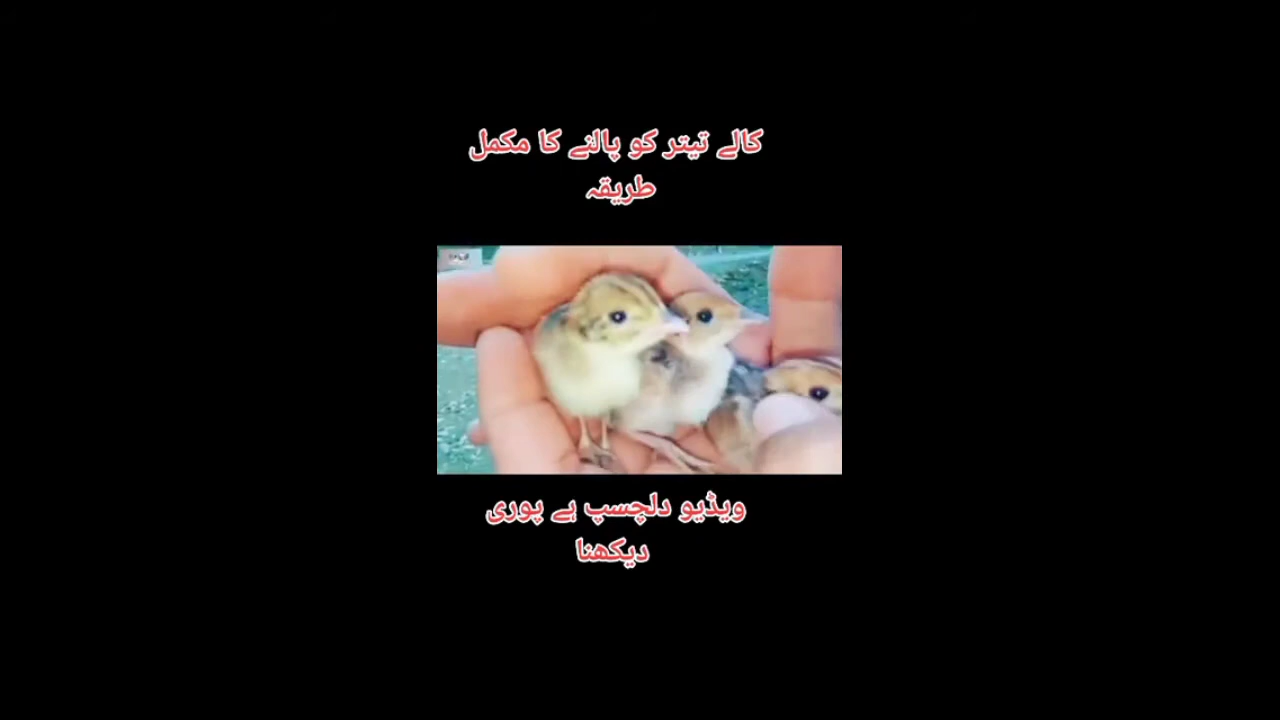 کالے تیتر کو پالنے کا مکمل
طریقہ
ویڈیو دلچسپ ہے پوری
دیکھنا